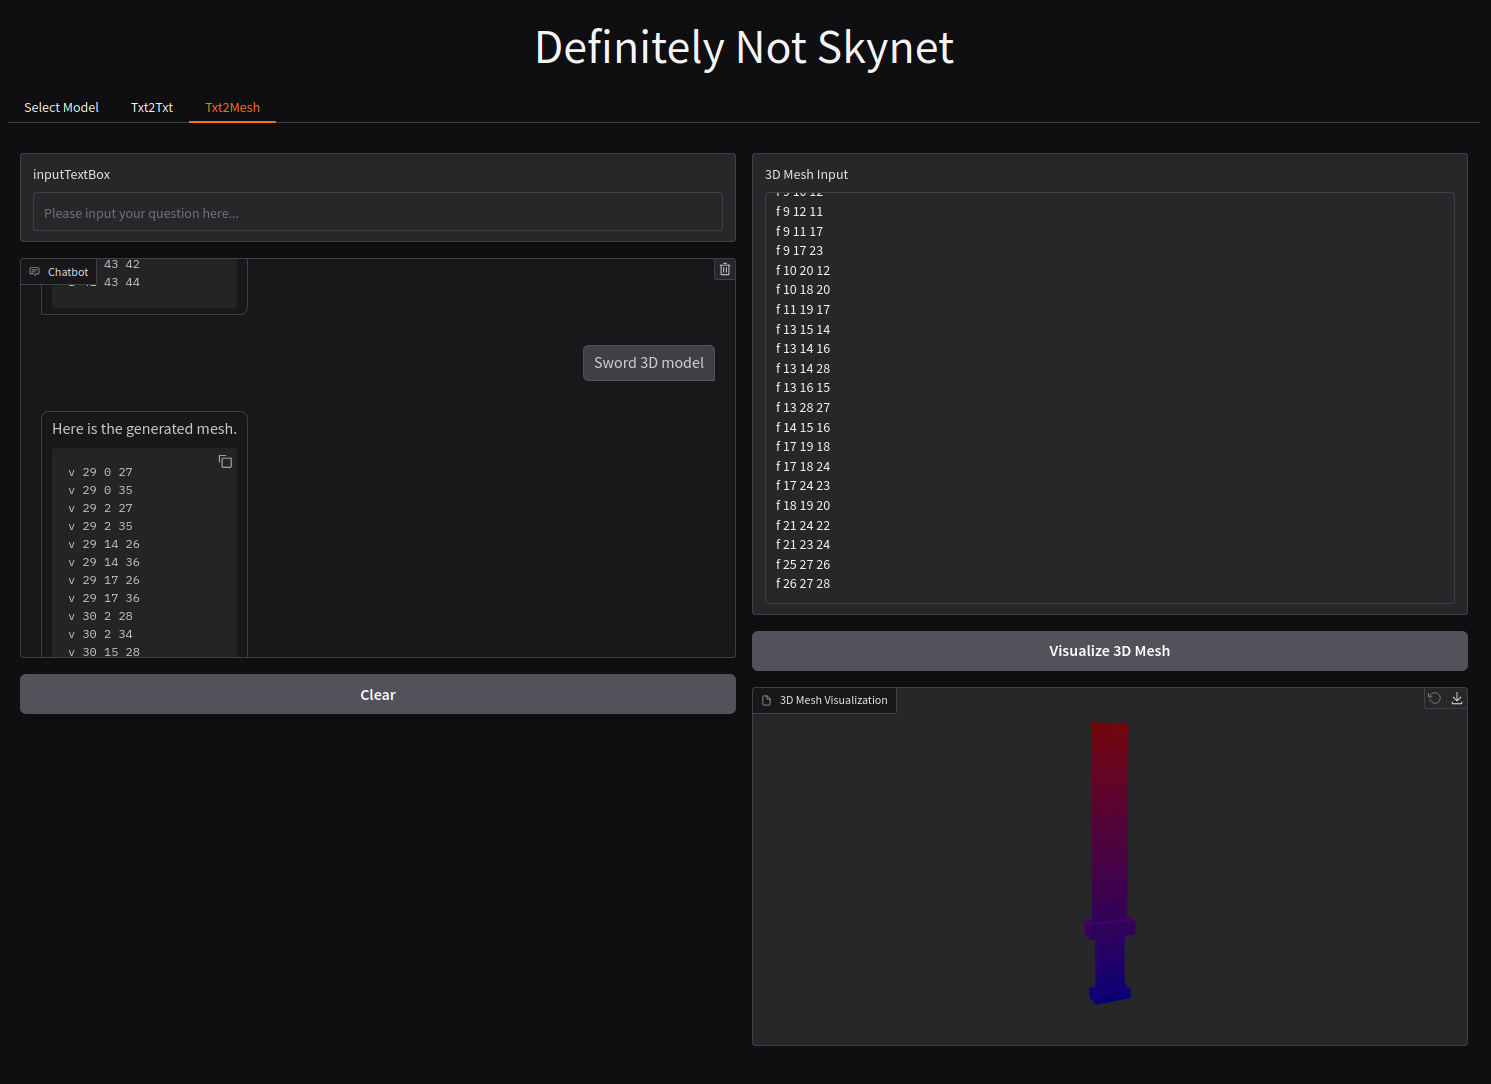 Definitely Not Skynet
Select Model
Txt2Txt
Txt2Mesh
inputTextBox
Please input your question here...
Chatbot
43 42
43 44
Sword 3D model
Here is the generated mesh.
v 29 0 27
v 29 0 35
v 29 2 27
v 29 2 35
v 29 14 26
v 29 14 36
v 29 17 26
v 29 17 36
v 30 2 28
v 30 2 34
v 30 15 28
Clear
3D Mesh Input
f 9 10 12
f 9 12 11
f 9 11 17
f 9 17 23
f 10 20 12
f 10 18 20
f 11 19 17
f 13 15 14
f 13 14 16
f 13 14 28
f 13 16 15
f 13 28 27
f 14 15 16
f 17 19 18
f 17 18 24
f 17 24 23
f 18 19 20
f 21 24 22
f 21 23 24
f 25 27 26
f 26 27 28
Visualize 3D Mesh
3D Mesh Visualization